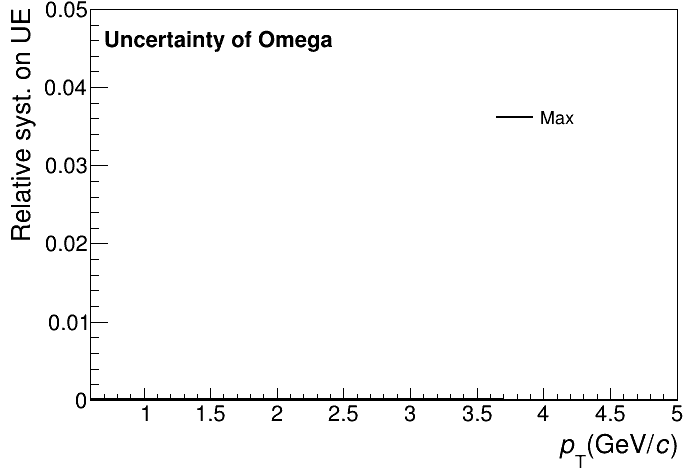 Relative syst. on UE
0.05
0.04
0.03
0.02
0.01
0
Uncertainty of Omega
Max
1 1.5 2 2.5 3 3.5 4 4.5 5
p_T(GeV/c)